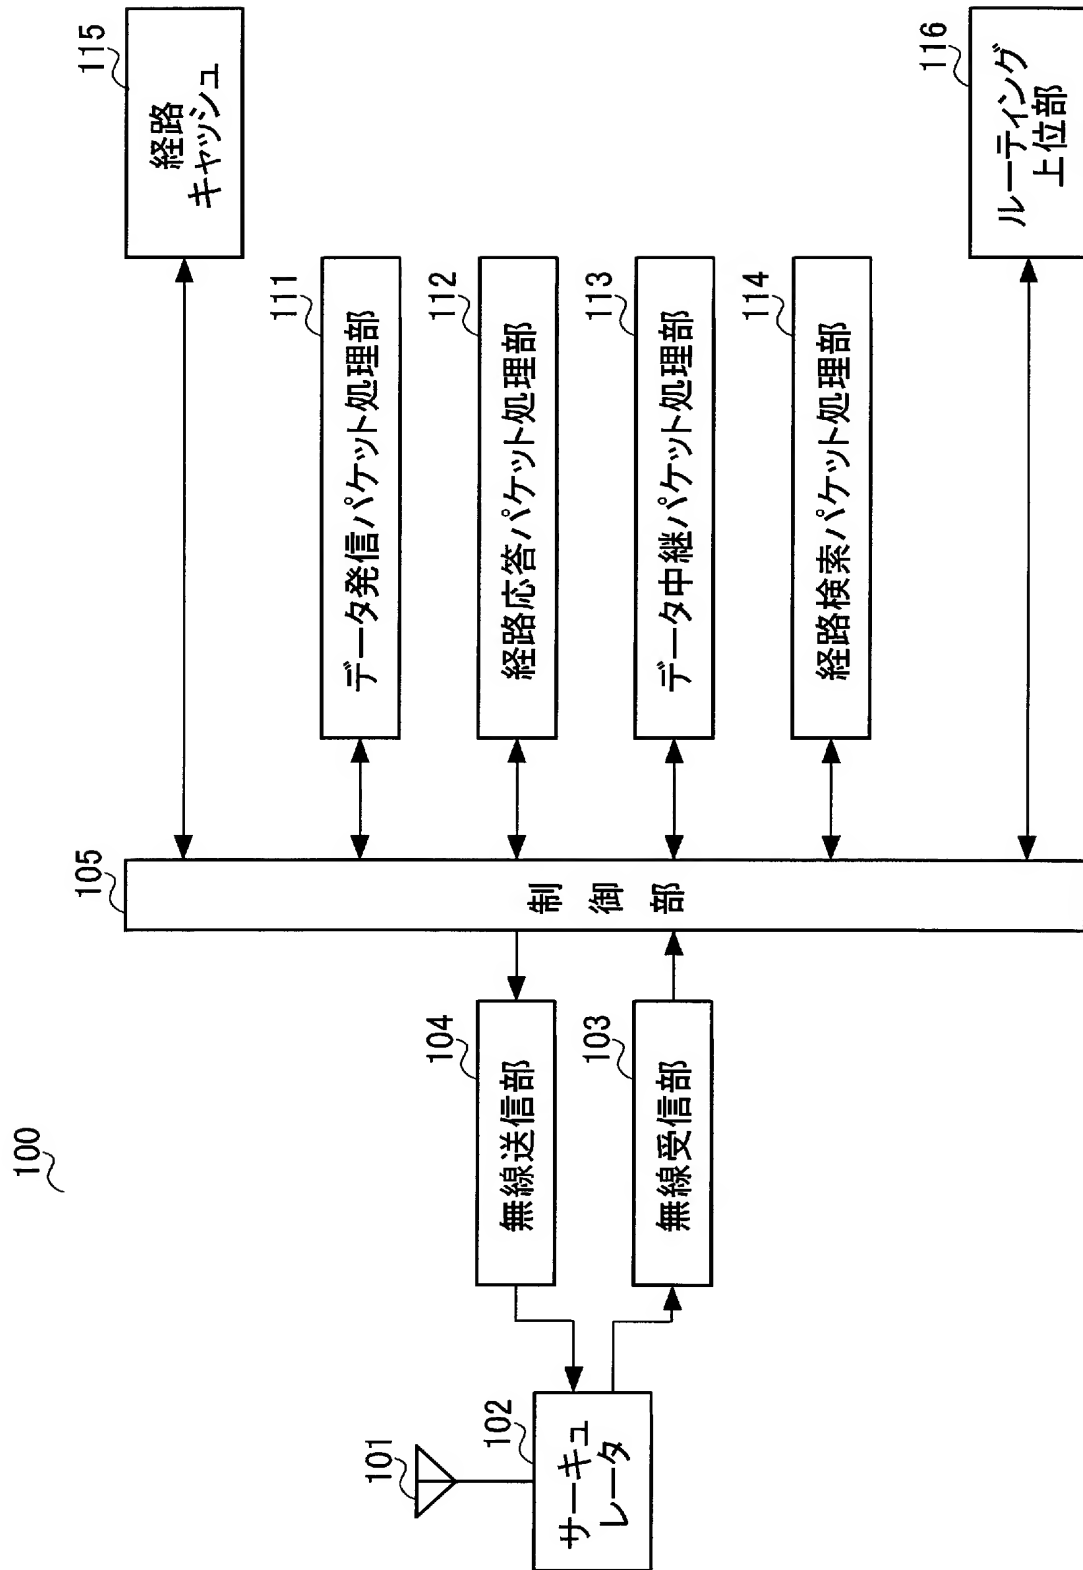 100
101
102
サーキュ
レータ
104
無線送信部
103
無線受信部
105
制御部
115
経路
キャッシュ
111
データ発信パケット処理部
112
経路応答パケット処理部
113
データ中継パケット処理部
114
経路検索パケット処理部
116
ルーティング
上位部